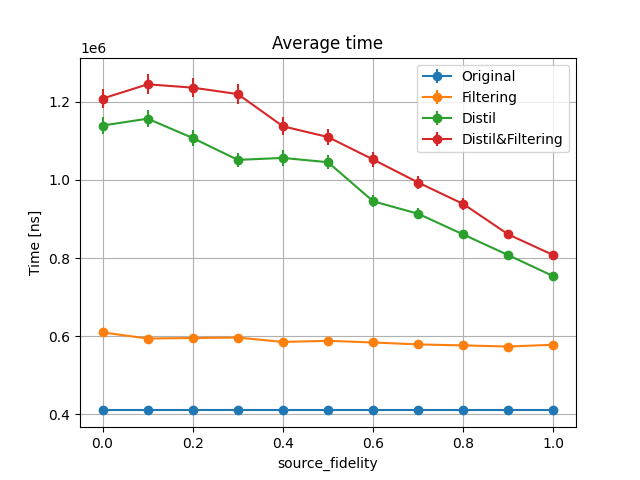 Average time
1e6
Time [ns]
1.2
1.0
0.8
0.6
0.4
Original
Filtering
Distil
Distil&Filtering
0.0 0.2 0.4 0.6 0.8 1.0
source_fidelity